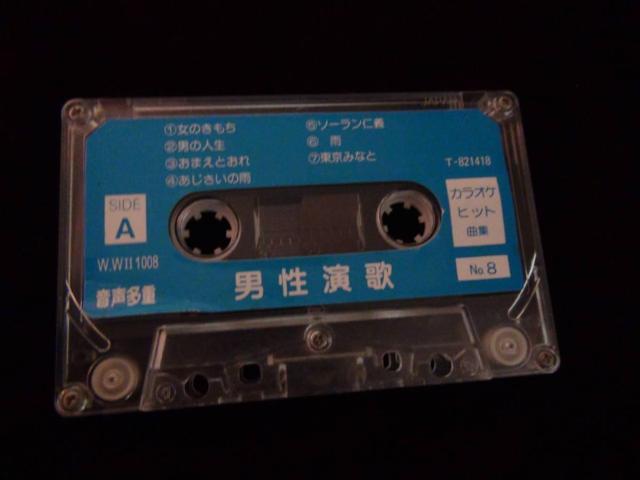 ①女のきもち
②男の人生
③おまえとおれ
④あじさいの雨
⑤ソーラン仁義
⑥ 雨
⑦東京みなと
T-821418
SIDE
A
カラオケ
ヒット
曲集
W.WII 1008
No.8
音声多重
男性演歌